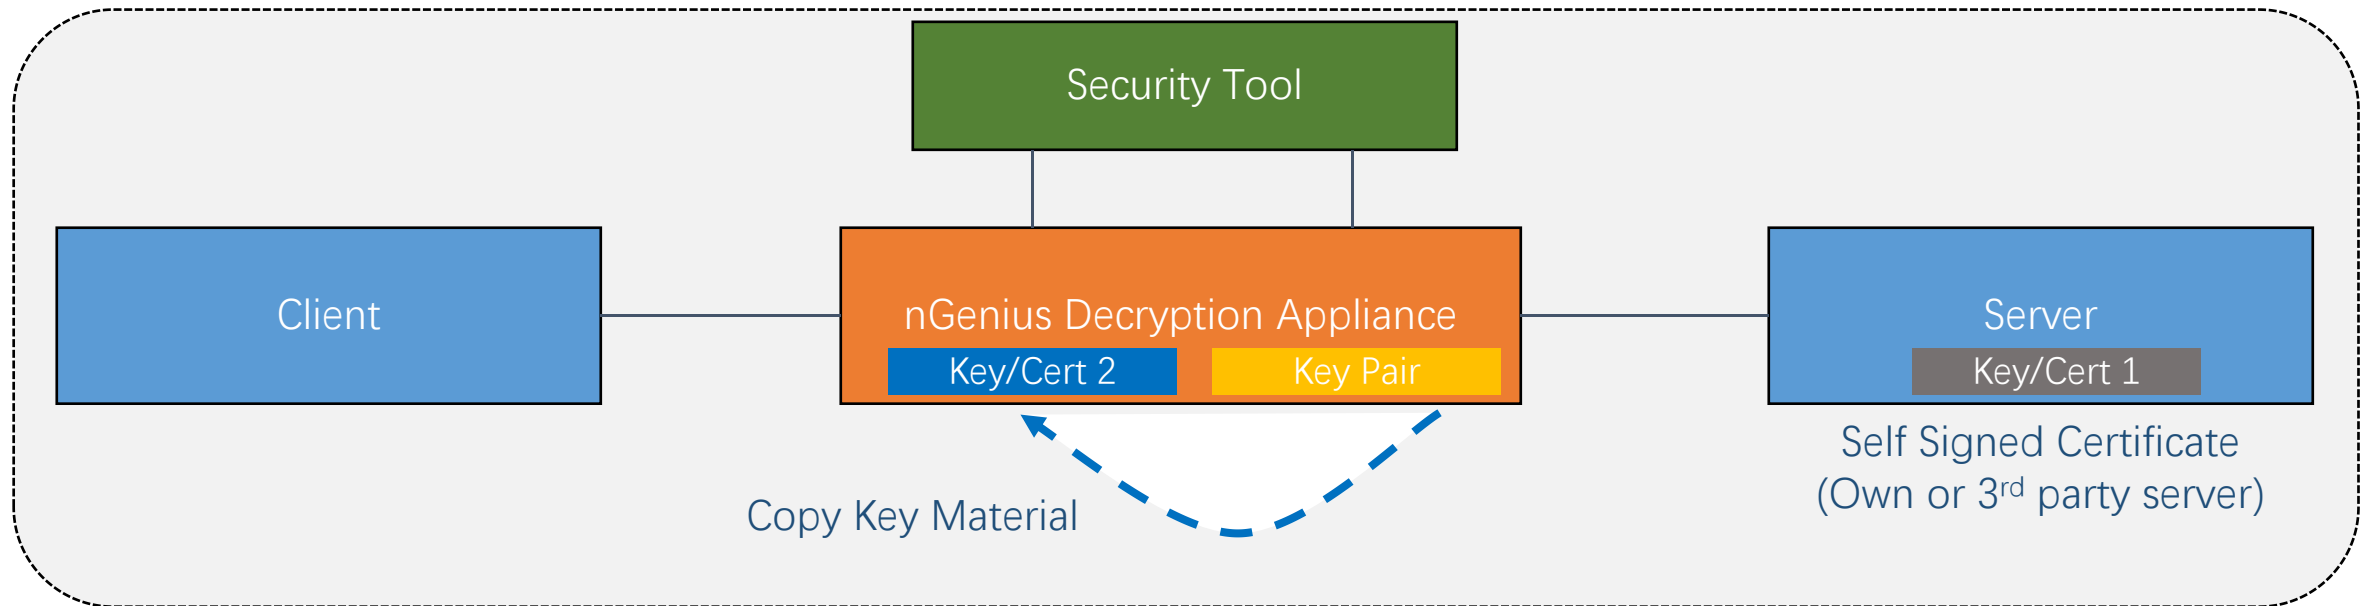 Security Tool
Client
nGenius Decryption Appliance
Key/Cert 2
Key Pair
Server
Key/Cert 1
Self Signed Certificate
(Own or 3rd party server)
Copy Key Material